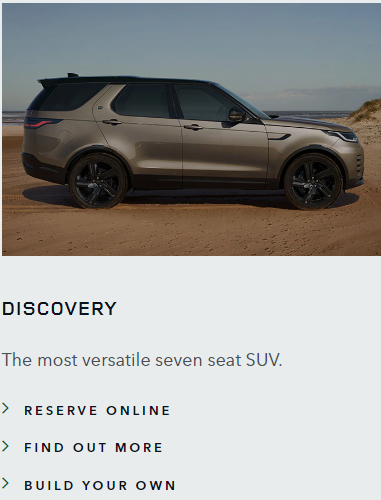 DISCOVERY
The most versatile seven seat SUV.
RESERVE ONLINE
FIND OUT MORE
BUILD YOUR OWN